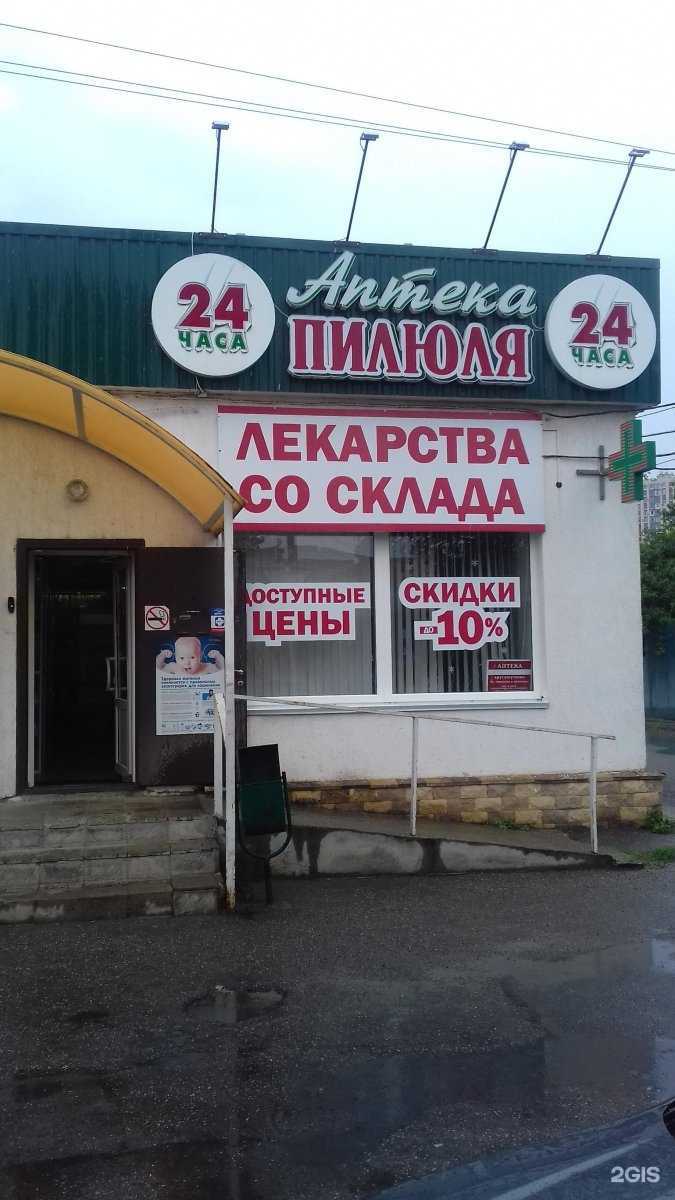 24
ЧАСА
Аптека
ПИЛЮЛЯ
24
ЧАСА
ЛЕКАРСТВА
СО СКЛАДА
ДОСТУПНЫЕ
ЦЕНЫ
СКИДКИ
ДО -10%
АПТЕКА
2GIS